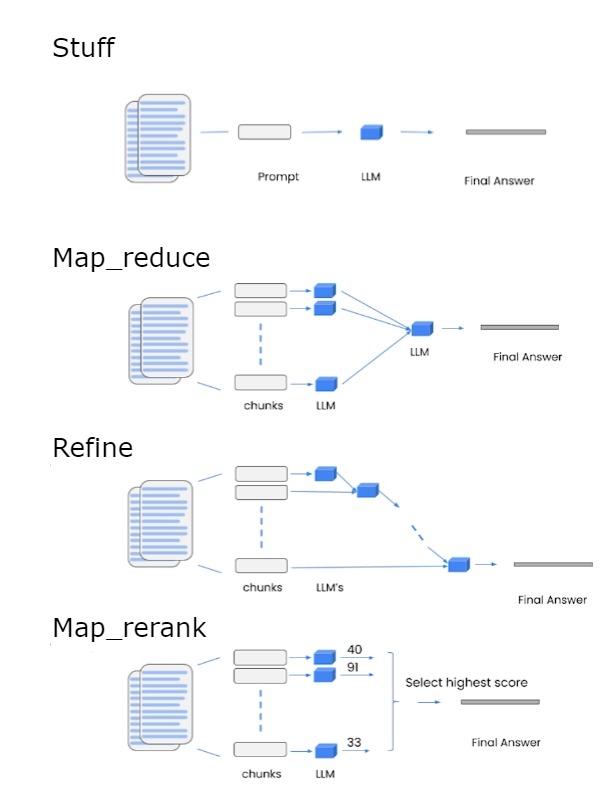 Stuff
Prompt
LLM
Final Answer
Map_reduce
LLM
Final Answer
chunks
LLM
Refine
chunks
LLM's
Final Answer
Map_rerank
40
91
Select highest score
33
Final Answer
chunks
LLM